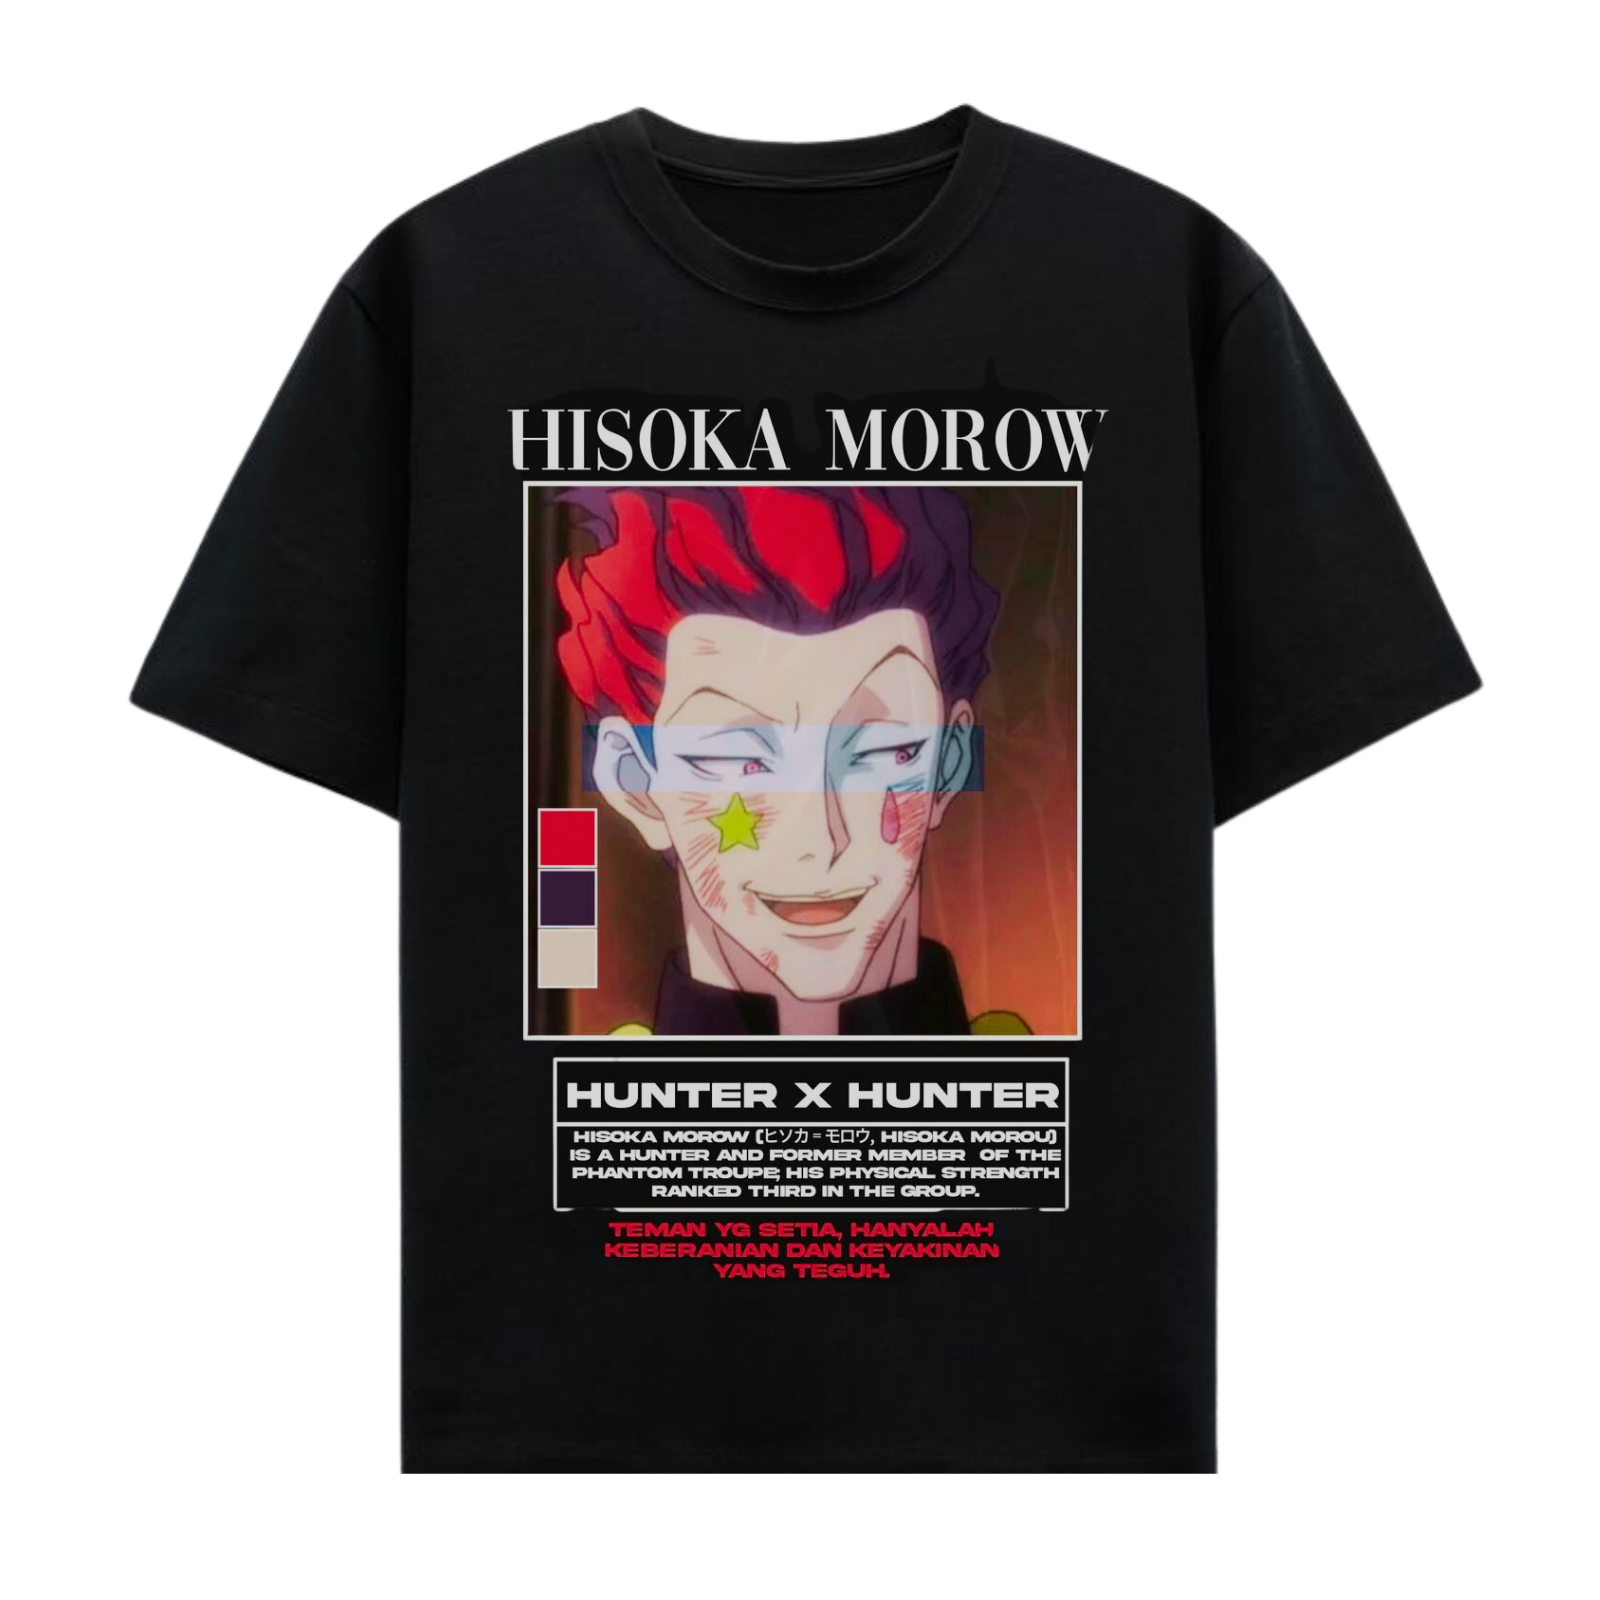 HISOKA MOROW
HUNTER X HUNTER
HISOKA MOROW (ヒソカ=モロウ, HISOKA MOROU)
IS A HUNTER AND FORMER MEMBER OF THE
PHANTOM TROUPE; HIS PHYSICAL STRENGTH
RANKED THIRD IN THE GROUP.
TEMAN YG SETIA, HANYALAH
KEBERANIAN DAN KEYAKINAN
YANG TEGUH.